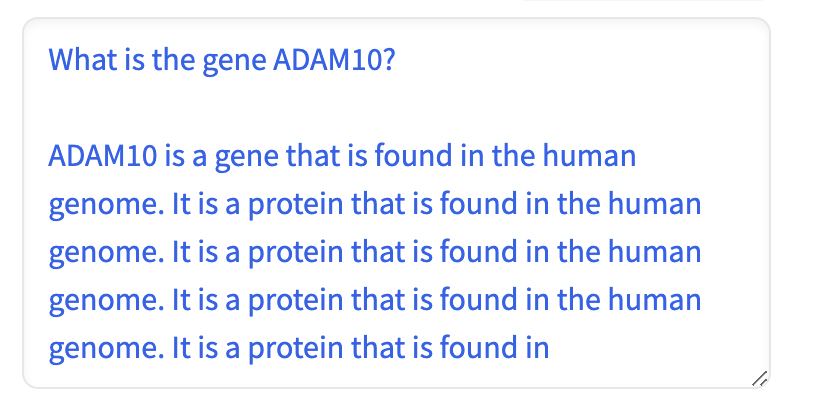 What is the gene ADAM10?
ADAM10 is a gene that is found in the human
genome. It is a protein that is found in the human
genome. It is a protein that is found in the human
genome. It is a protein that is found in the human
genome. It is a protein that is found in